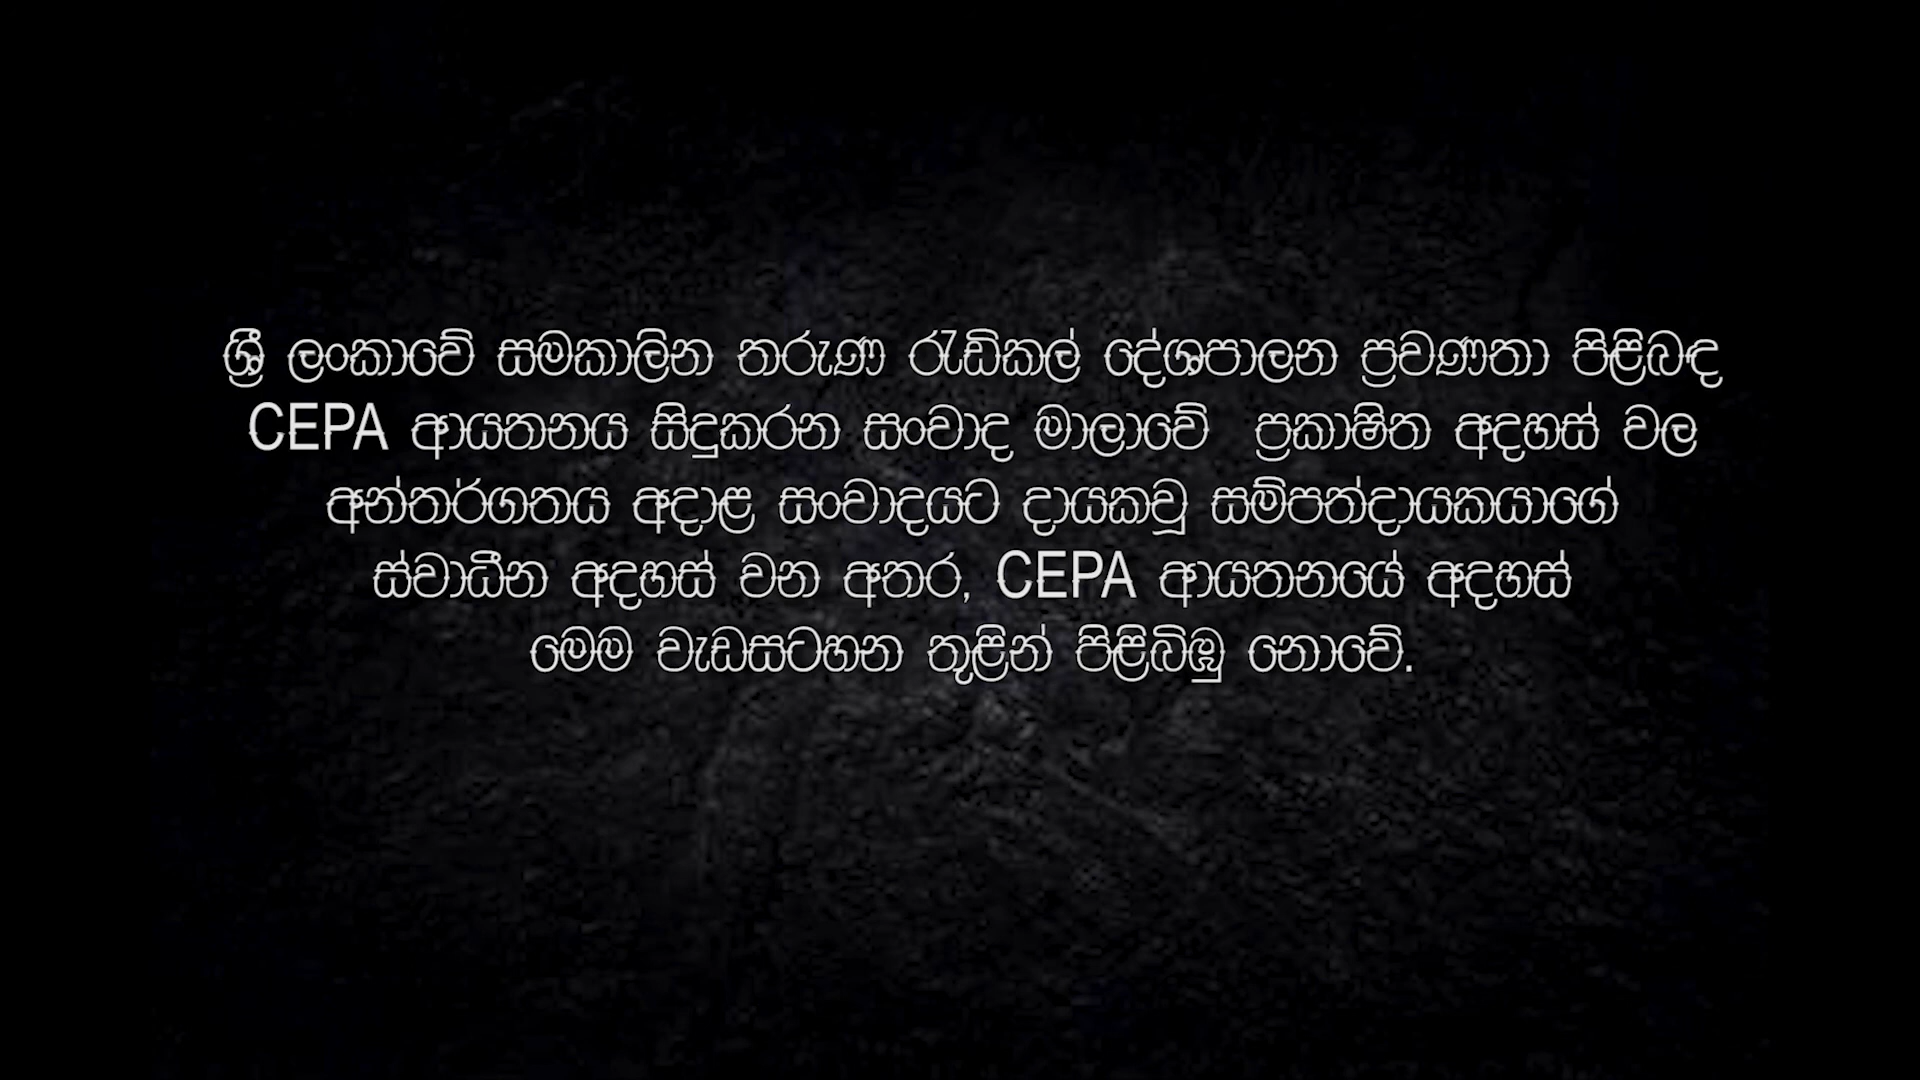 ශ්‍රී ලංකාවේ සමකාලින තරුණ රැඩිකල් දේශපාලන ප්‍රවණතා පිළිබඳ
CEPA ආයතනය සිදුකරන සංවාද මාලාවේ ප්‍රකාෂිත අදහස් වල
අන්තර්ගතය අදාළ සංවාදයට දායකවූ සම්පත්දායකයාගේ
ස්වාධීන අදහස් වන අතර, CEPA ආයතනයේ අදහස්
මෙම වැඩසටහන තුළින් පිළිබිඹු නොවේ.